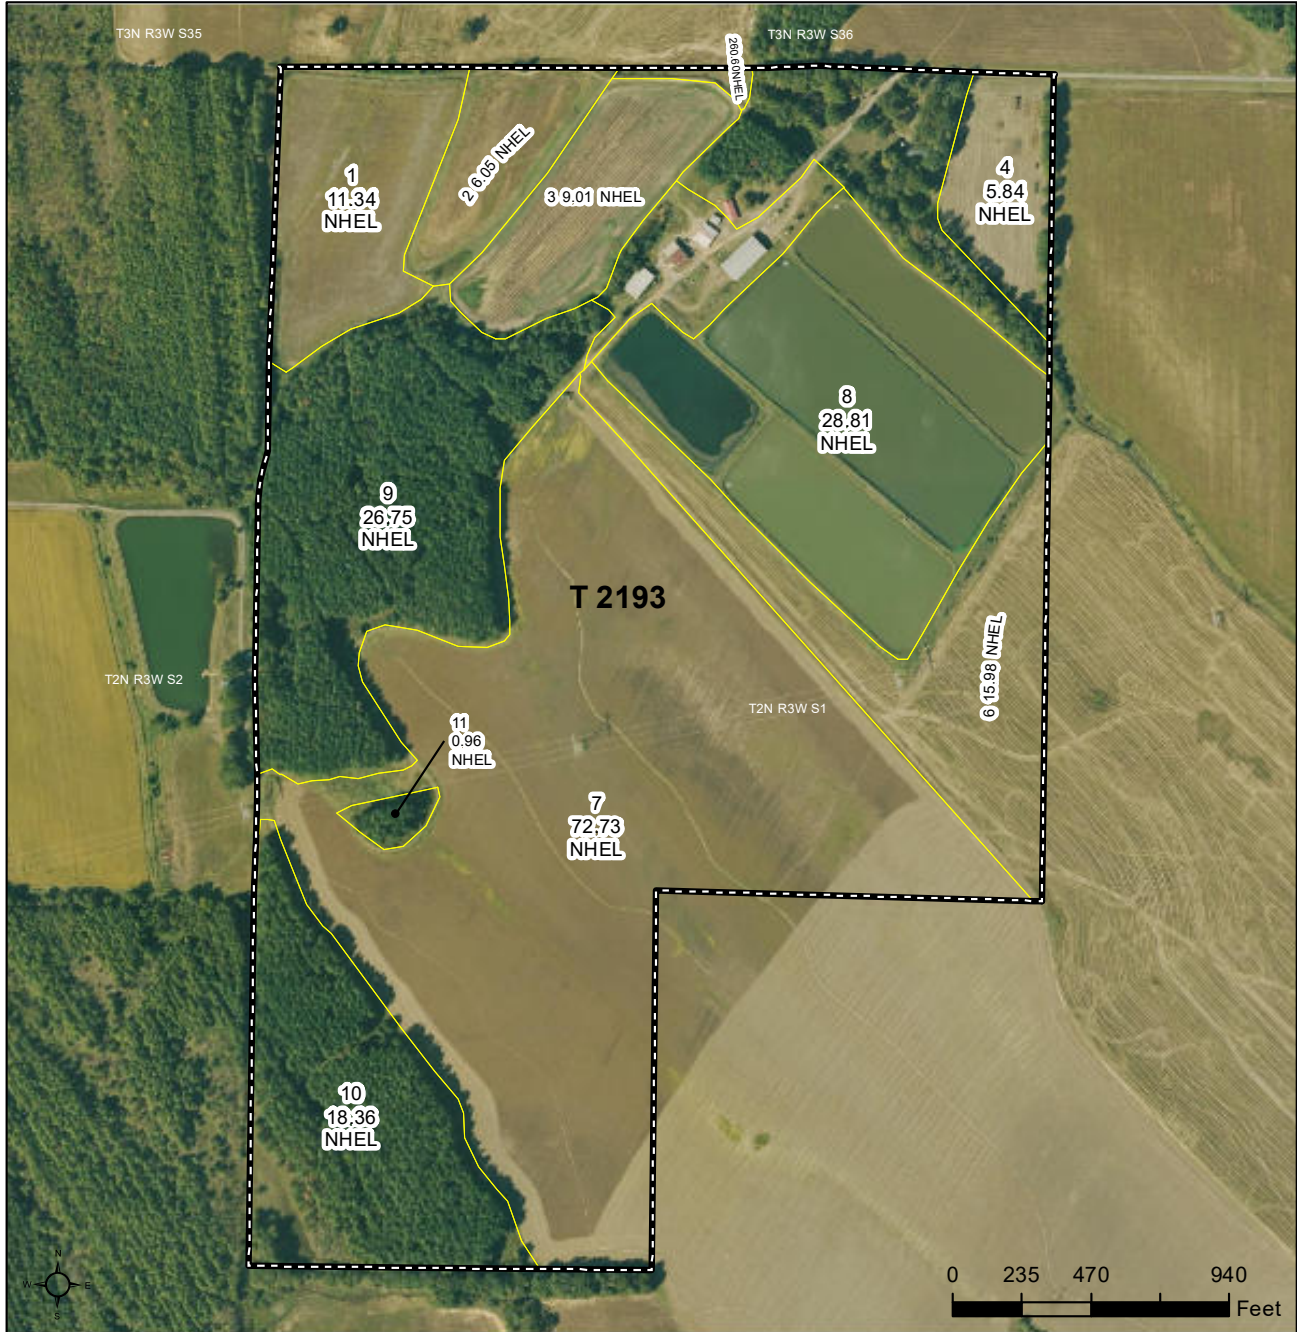 T3N R3W S35
T3N R3W S36
260.60NHEL
1
11.34
NHEL
2 6.05 NHEL
3 9.01 NHEL
4
5.84
NHEL
8
28.81
NHEL
9
26.75
NHEL
T 2193
6 15.98 NHEL
T2N R3W S2
T2N R3W S1
11
0.96
NHEL
7
72.73
NHEL
10
18.36
NHEL
N
W E
S
0 235 470 940
Feet